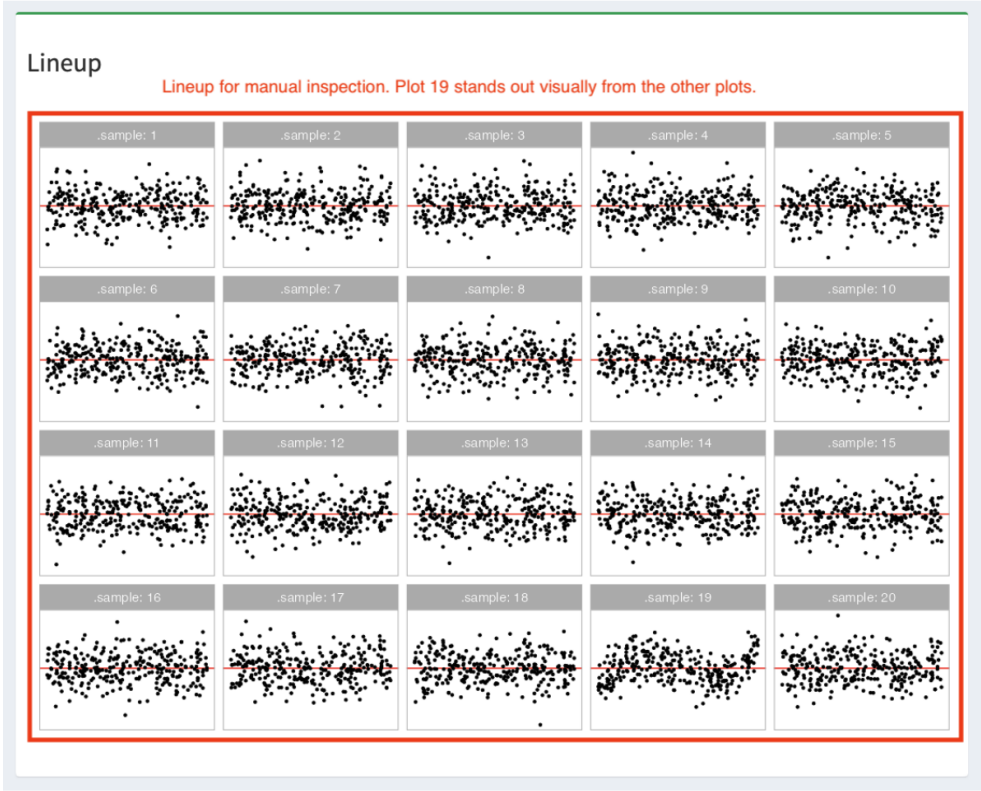 Lineup
Lineup for manual inspection. Plot 19 stands out visually from the other plots.
.sample: 1
.sample: 2
.sample: 3
.sample: 4
.sample: 5
.sample: 6
.sample: 7
.sample: 8
.sample: 9
.sample: 10
.sample: 11
.sample: 12
.sample: 13
.sample: 14
.sample: 15
.sample: 16
.sample: 17
.sample: 18
.sample: 19
.sample: 20